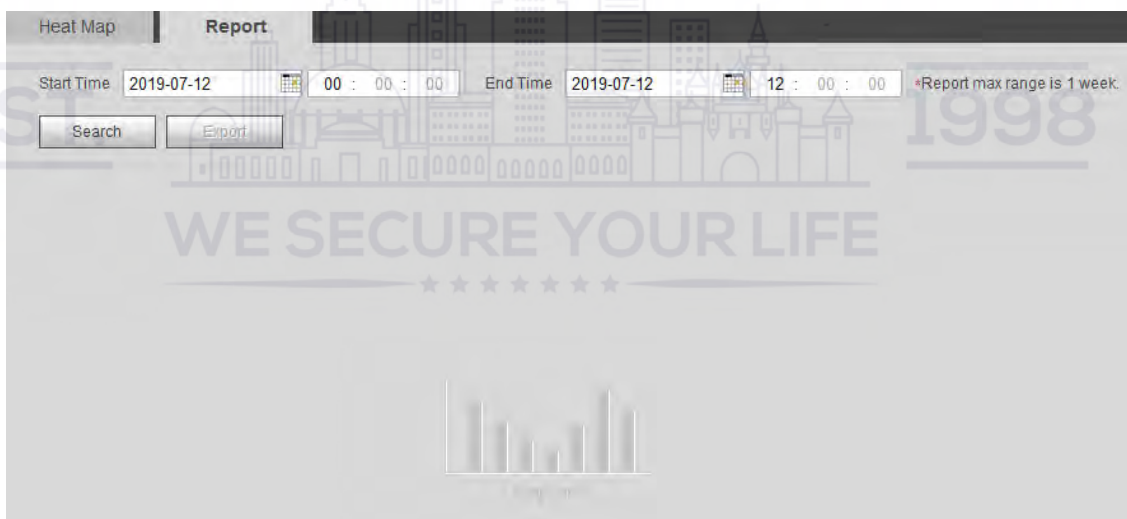 Heat Map Report
Start Time 2019-07-12 00 : 00 : 00 End Time 2019-07-12 12 : 00 : 00 *Report max range is 1 week.
Search Export
ST. 1998
WE SECURE YOUR LIFE